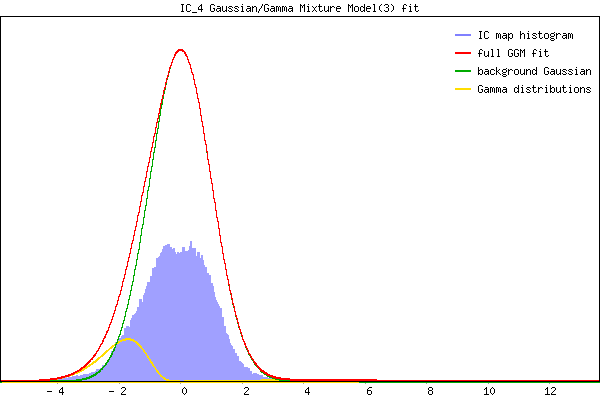 IC_4 Gaussian/Gamma Mixture Model(3) fit
IC map histogram
full GGM fit
background Gaussian
Gamma distributions
-4 -2 0 2 4 6 8 10 12